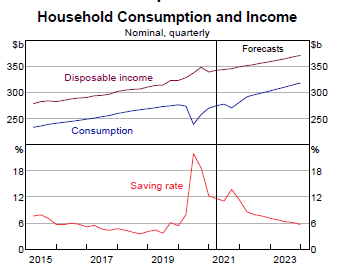 Household Consumption and Income
Nominal, quarterly
$b $b
Forecasts
350 350
Disposable income
300 300
250 250
Consumption
% %
18 18
Saving rate
12 12
6 6
0 0
2015 2017 2019 2021 2023